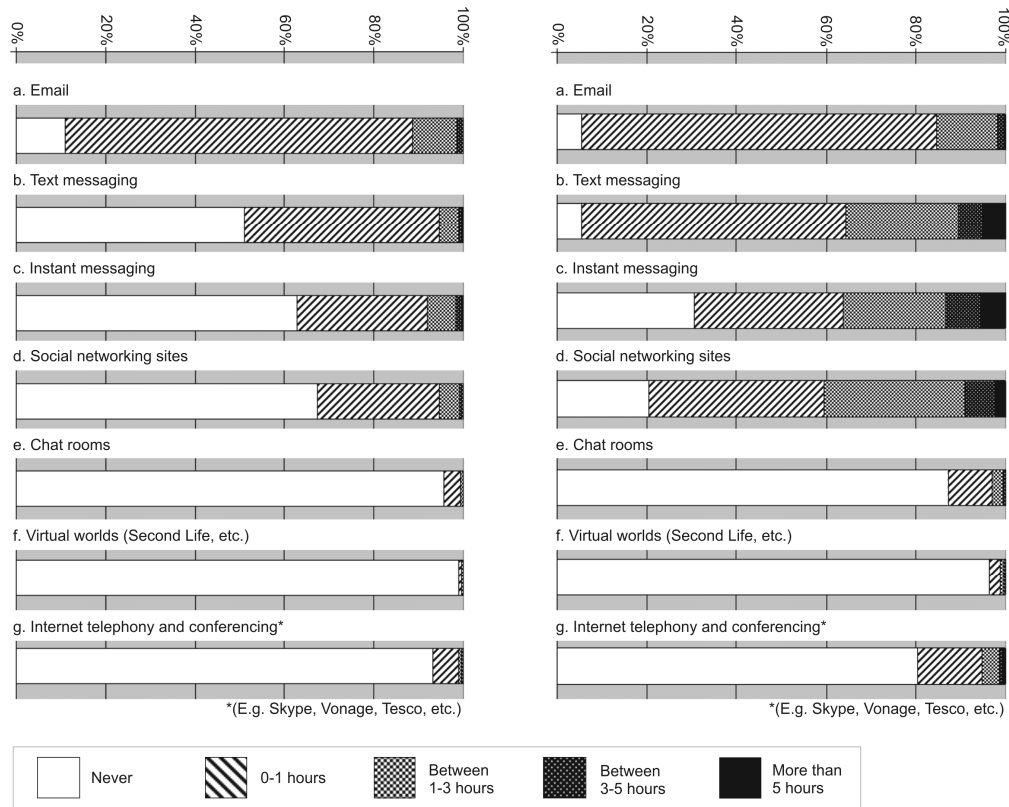 0% 20% 40% 60% 80% 100%
a. Email
b. Text messaging
c. Instant messaging
d. Social networking sites
e. Chat rooms
f. Virtual worlds (Second Life, etc.)
g. Internet telephony and conferencing*
*(E.g. Skype, Vonage, Tesco, etc.)
0% 20% 40% 60% 80% 100%
a. Email
b. Text messaging
c. Instant messaging
d. Social networking sites
e. Chat rooms
f. Virtual worlds (Second Life, etc.)
g. Internet telephony and conferencing*
*(E.g. Skype, Vonage, Tesco, etc.)
Never
0-1 hours
Between
1-3 hours
Between
3-5 hours
More than
5 hours